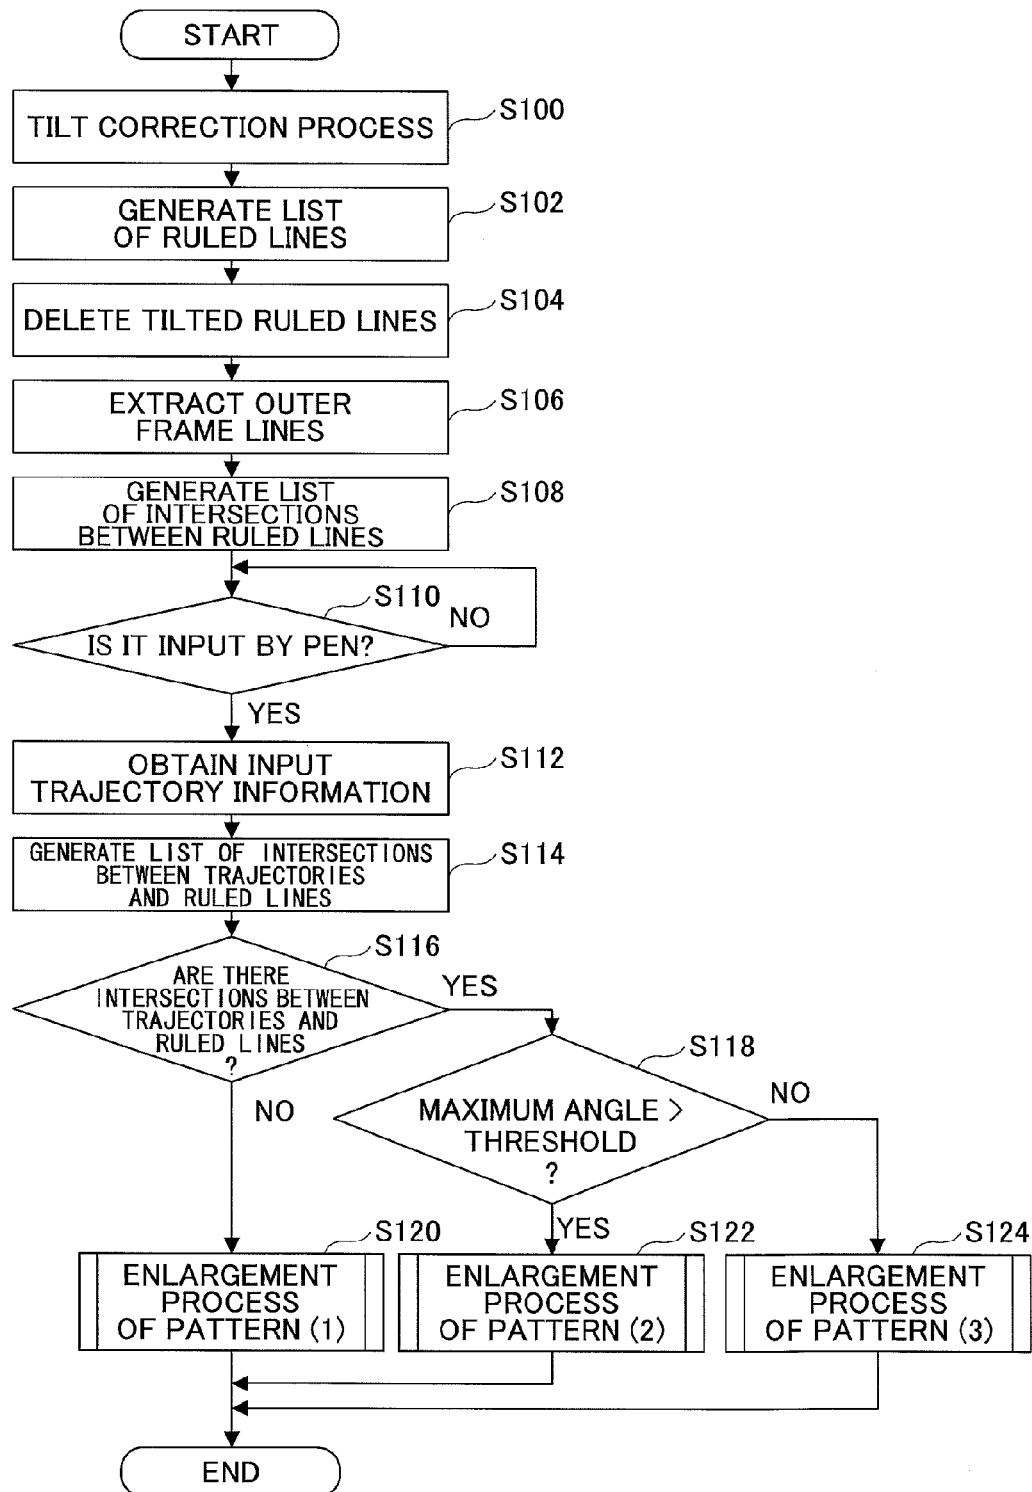 START
S100
TILT CORRECTION PROCESS
S102
GENERATE LIST
OF RULED LINES
S104
DELETE TILTED RULED LINES
S106
EXTRACT OUTER
FRAME LINES
S108
GENERATE LIST
OF INTERSECTIONS
BETWEEN RULED LINES
S110
NO
IS IT INPUT BY PEN?
YES
S112
OBTAIN INPUT
TRAJECTORY INFORMATION
S114
GENERATE LIST OF INTERSECTIONS
BETWEEN TRAJECTORIES
AND RULED LINES
S116
YES
ARE THERE
INTERSECTIONS BETWEEN
TRAJECTORIES AND
RULED LINES
?
NO
S118
NO
MAXIMUM ANGLE >
THRESHOLD
?
YES
S120
ENLARGEMENT
PROCESS
OF PATTERN (1)
S122
ENLARGEMENT
PROCESS
OF PATTERN (2)
S124
ENLARGEMENT
PROCESS
OF PATTERN (3)
END